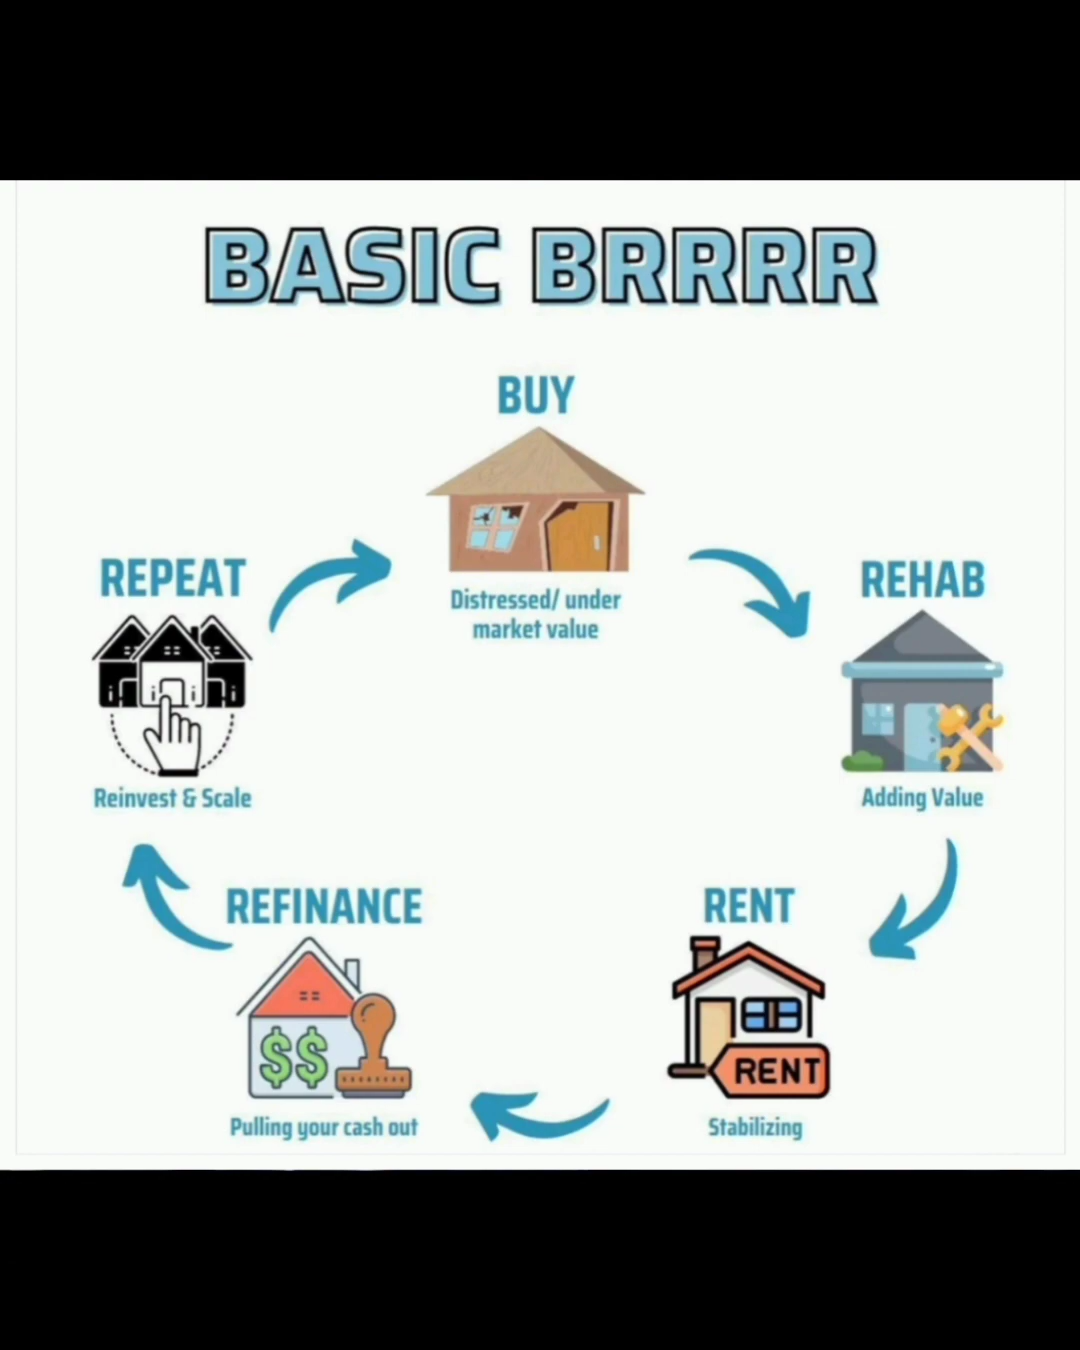 BASIC BRRRR
BUY
Distressed/ under
market value
REHAB
Adding Value
RENT
RENT
Stabilizing
REFINANCE
$$
Pulling your cash out
REPEAT
Reinvest & Scale